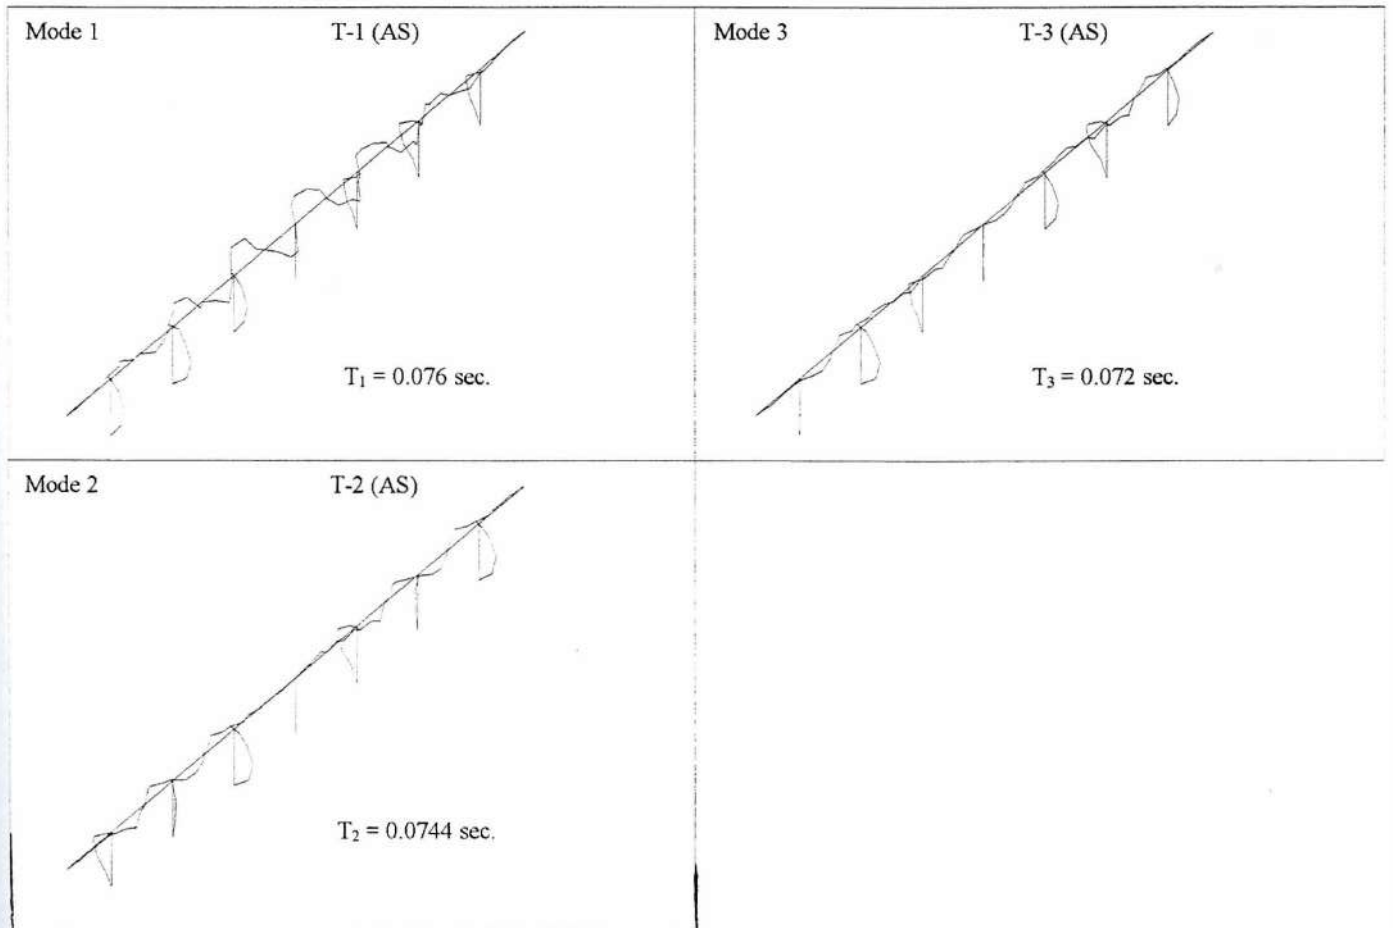 Mode 1 T-1 (AS)
T₁ = 0.076 sec.
Mode 3 T-3 (AS)
T₃ = 0.072 sec.
Mode 2 T-2 (AS)
T₂ = 0.0744 sec.